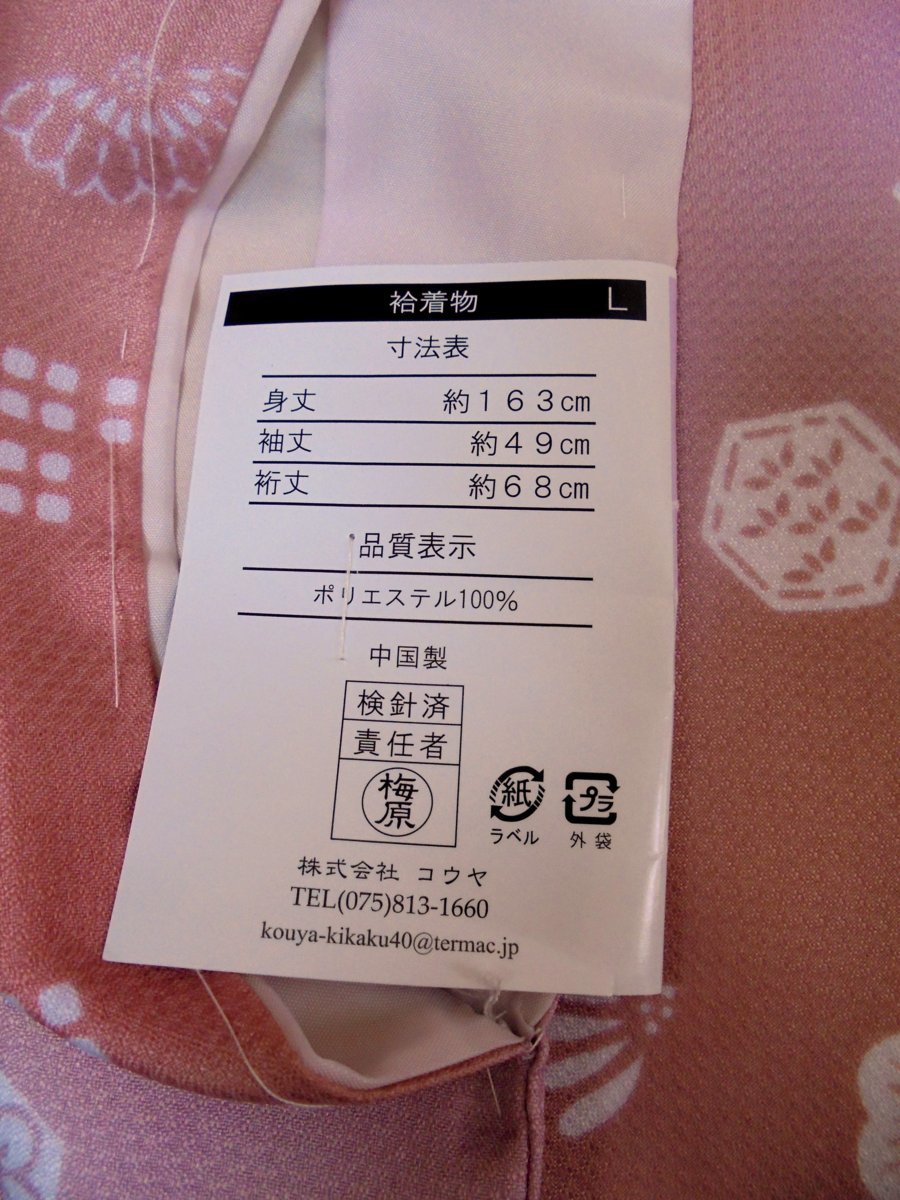 袷着物 L
寸法表
身丈 約163cm
袖丈 約49cm
裄丈 約68cm
品質表示
ポリエステル100%
中国製
検針済
責任者
梅原
紙 プラ
ラベル 外袋
株式会社 コウヤ
TEL(075)813-1660
kouya-kikaku40@termac.jp